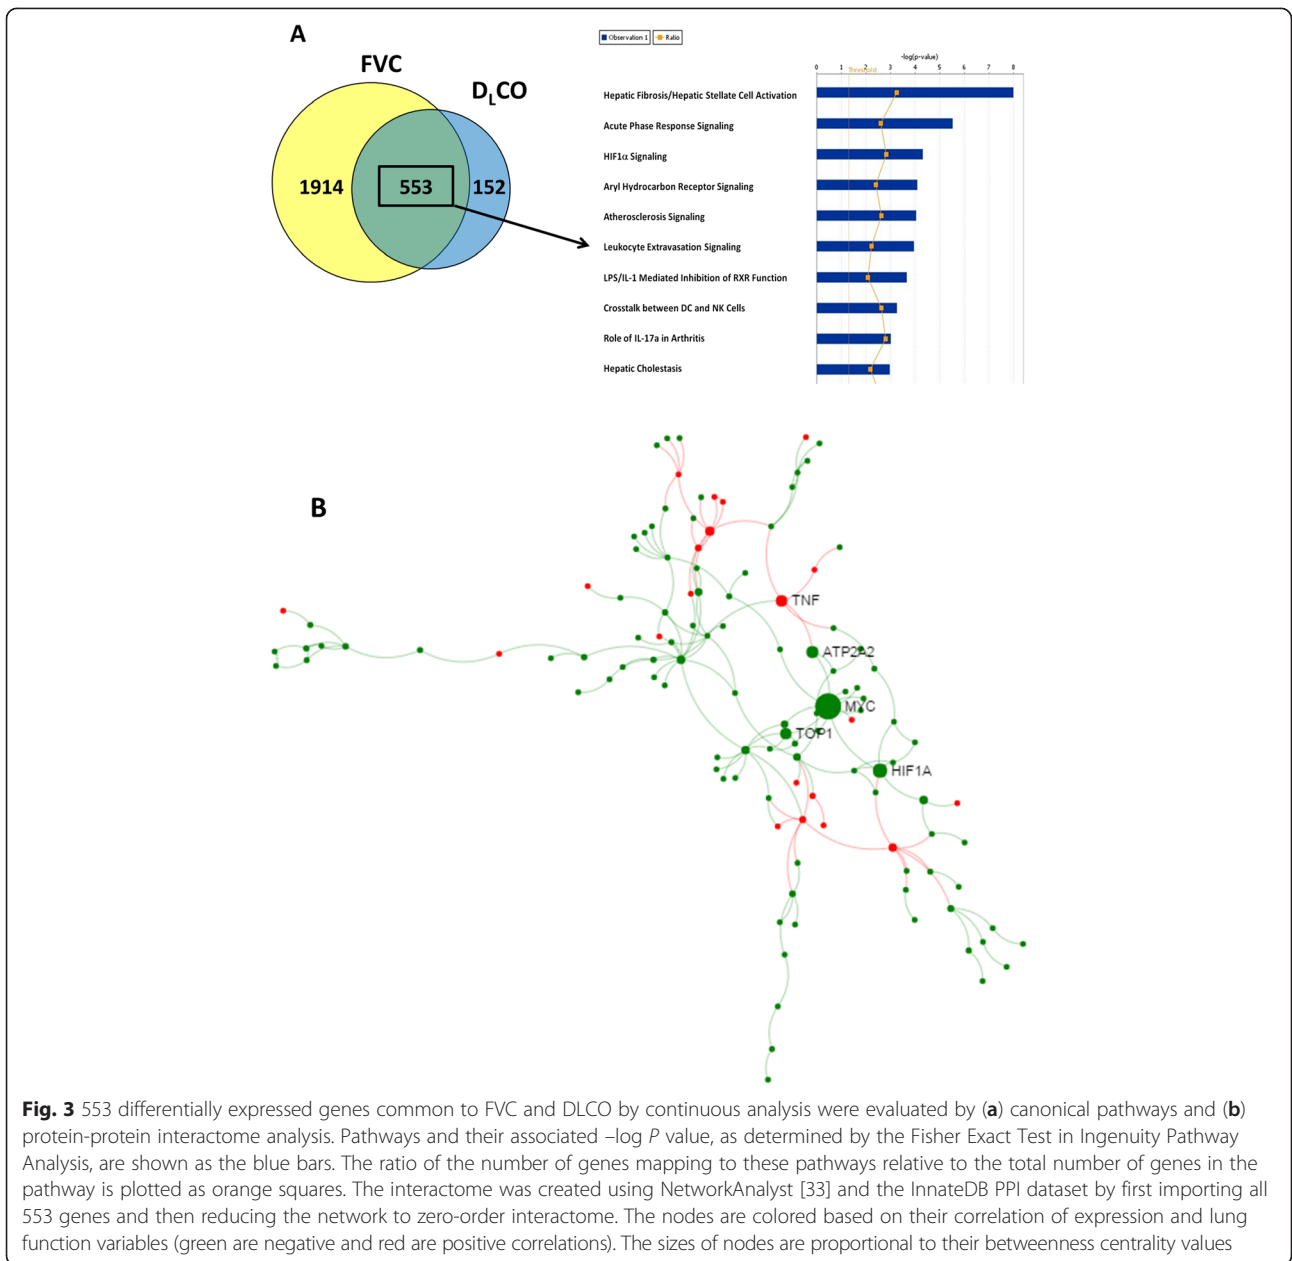 A
FVC
DLCO
1914
553
152
Observation 1
Ratio
-log(p-value)
0 1 2 3 4 5 6 7 8
Threshold
Hepatic Fibrosis/Hepatic Stellate Cell Activation
Acute Phase Response Signaling
HIF1α Signaling
Aryl Hydrocarbon Receptor Signaling
Atherosclerosis Signaling
Leukocyte Extravasation Signaling
LPS/IL-1 Mediated Inhibition of RXR Function
Crosstalk between DC and NK Cells
Role of IL-17a in Arthritis
Hepatic Cholestasis
B
TNF
ATP2A2
MYC
TOP1
HIF1A
Fig. 3 553 differentially expressed genes common to FVC and DLCO by continuous analysis were evaluated by (a) canonical pathways and (b)
protein-protein interactome analysis. Pathways and their associated –log P value, as determined by the Fisher Exact Test in Ingenuity Pathway
Analysis, are shown as the blue bars. The ratio of the number of genes mapping to these pathways relative to the total number of genes in the
pathway is plotted as orange squares. The interactome was created using NetworkAnalyst [33] and the InnateDB PPI dataset by first importing all
553 genes and then reducing the network to zero-order interactome. The nodes are colored based on their correlation of expression and lung
function variables (green are negative and red are positive correlations). The sizes of nodes are proportional to their betweenness centrality values